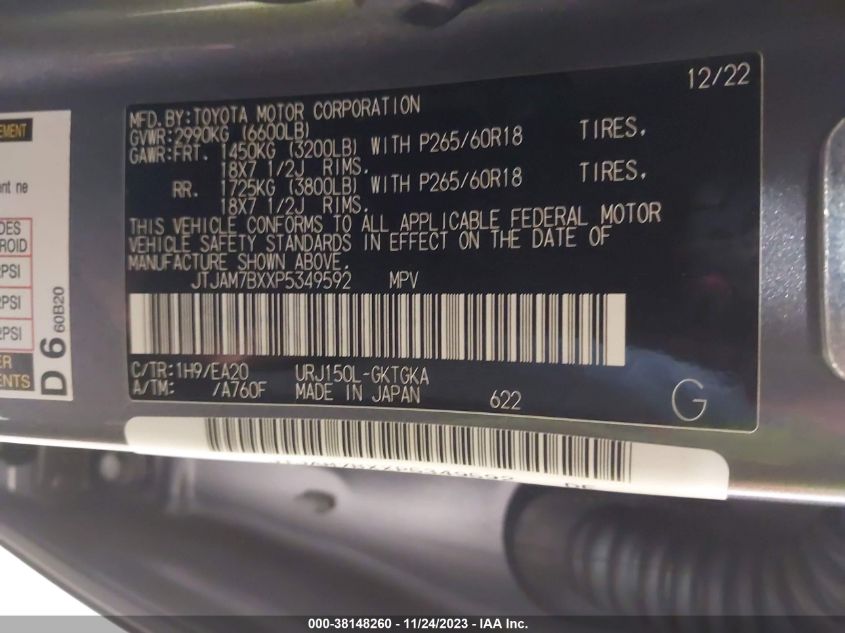 12/22
MFD.BY:TOYOTA MOTOR CORPORATION
GVWR:2990KG (6600LB)
GAWR:FRT. 1450KG (3200LB) WITH P265/60R18 TIRES,
18X7 1/2J RIMS.
RR. 1725KG (3800LB) WITH P265/60R18 TIRES,
18X7 1/2J RIMS.
THIS VEHICLE CONFORMS TO ALL APPLICABLE FEDERAL MOTOR
VEHICLE SAFETY STANDARDS IN EFFECT ON THE DATE OF
MANUFACTURE SHOWN ABOVE.
JTJAM7BXXP5349592 MPV
C/TR:1H9/EA20 URJ150L-GKTGKA
A/TM: /A760F MADE IN JAPAN 622
G
D6 60B20
000-38148260 - 11/24/2023 - IAA Inc.